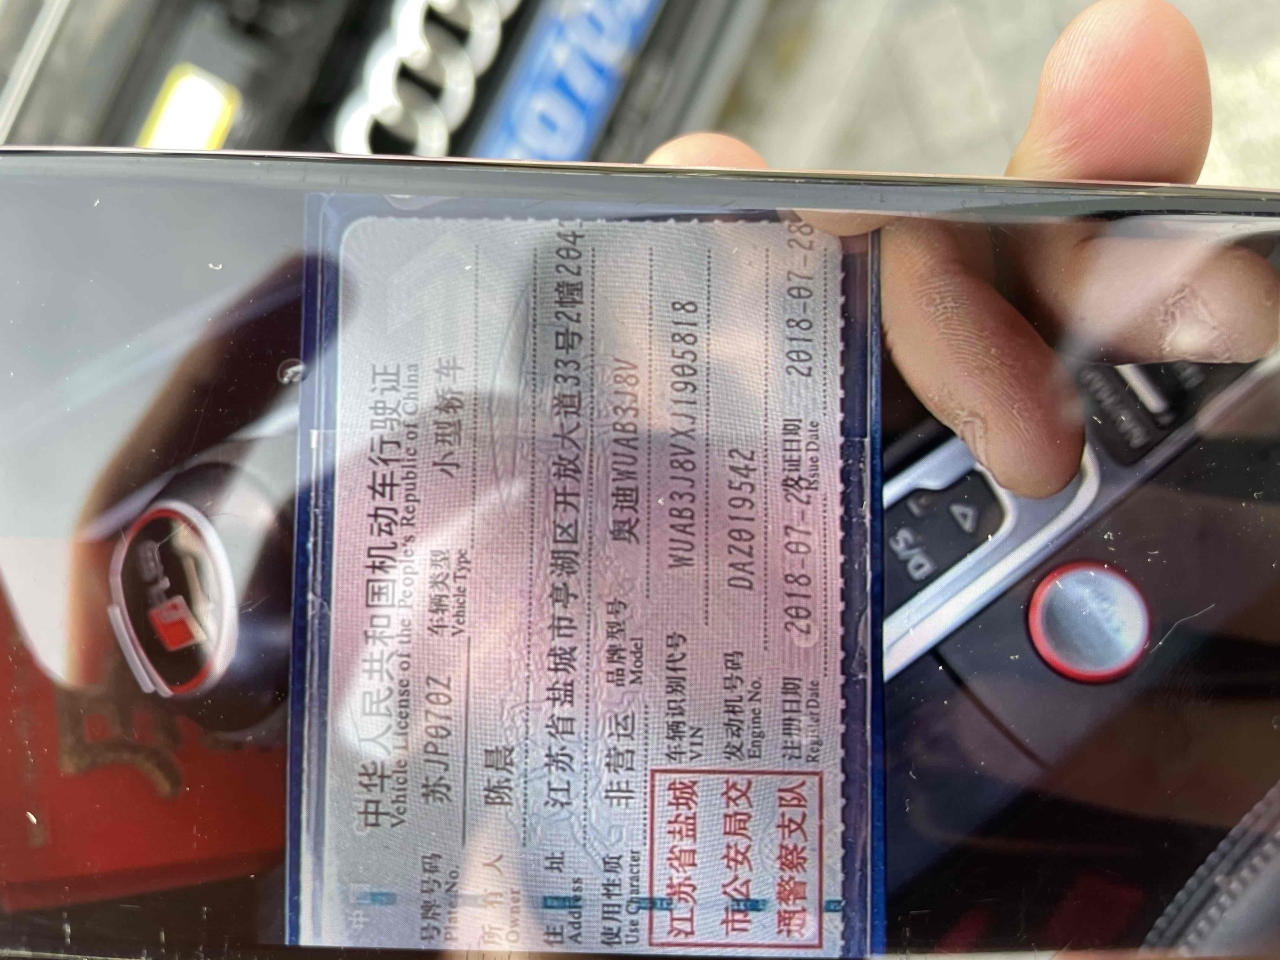 中华人民共和国机动车行驶证
Vehicle License of the People's Republic of China
号牌号码 苏JP070Z 车辆类型 小型轿车
Plate No. Vehicle Type
所有人 陈晨
Owner
住址 江苏省盐城市亭湖区开放大道33号2幢204
Address
使用性质 非营运 品牌型号 奥迪WUAB3J8V
Use Character Model
江苏省盐城
市公安局交
通警察支队
车辆识别代号 WUAB3J8VXJ1905818
VIN
发动机号码 DAZ019542
Engine No.
注册日期 2018-07-28 发证日期 2018-07-28
Register Date Issue Date
D/S